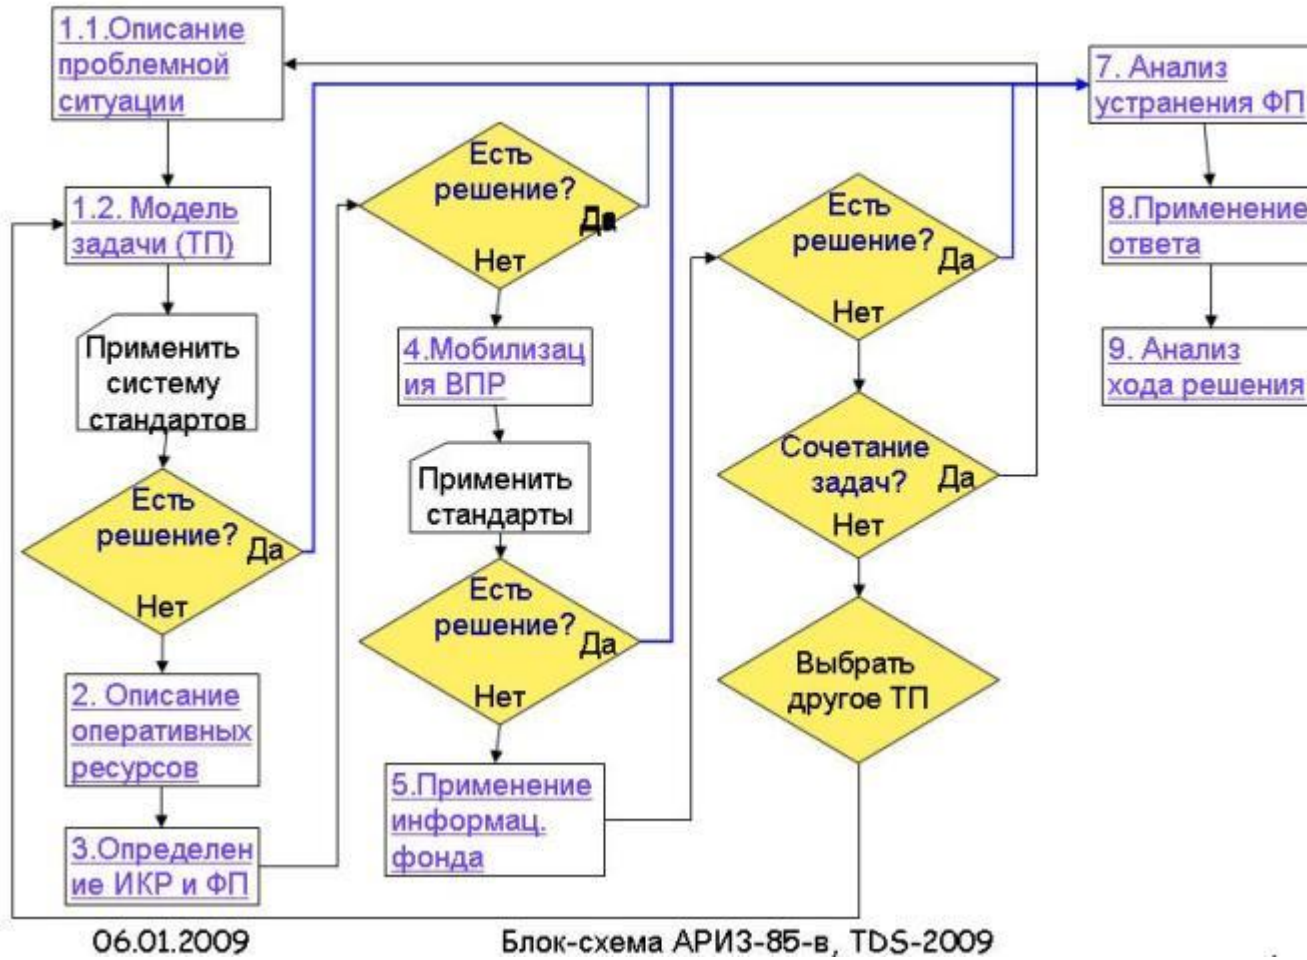 1.1.Описание
проблемной
ситуации
1.2. Модель
задачи (ТП)
Применить
систему
стандартов
Есть
решение?
Да
Нет
2. Описание
оперативных
ресурсов
3.Определен
ие ИКР и ФП
Есть
решение?
Да
Нет
4.Мобилизац
ия ВПР
Применить
стандарты
Есть
решение?
Да
Нет
5.Применение
информац.
фонда
Есть
решение?
Да
Нет
Сочетание
задач?
Да
Нет
Выбрать
другое ТП
7. Анализ
устранения ФП
8.Применение
ответа
9. Анализ
хода решения
06.01.2009
Блок-схема АРИЗ-85-в, TDS-2009